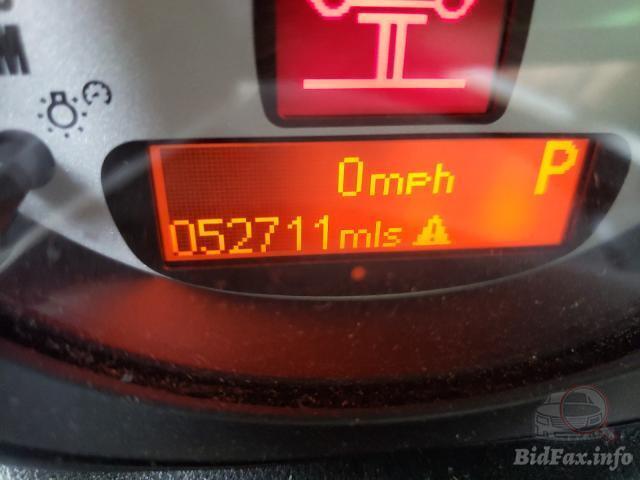 M
0mph P
052711mls
BidFax.info